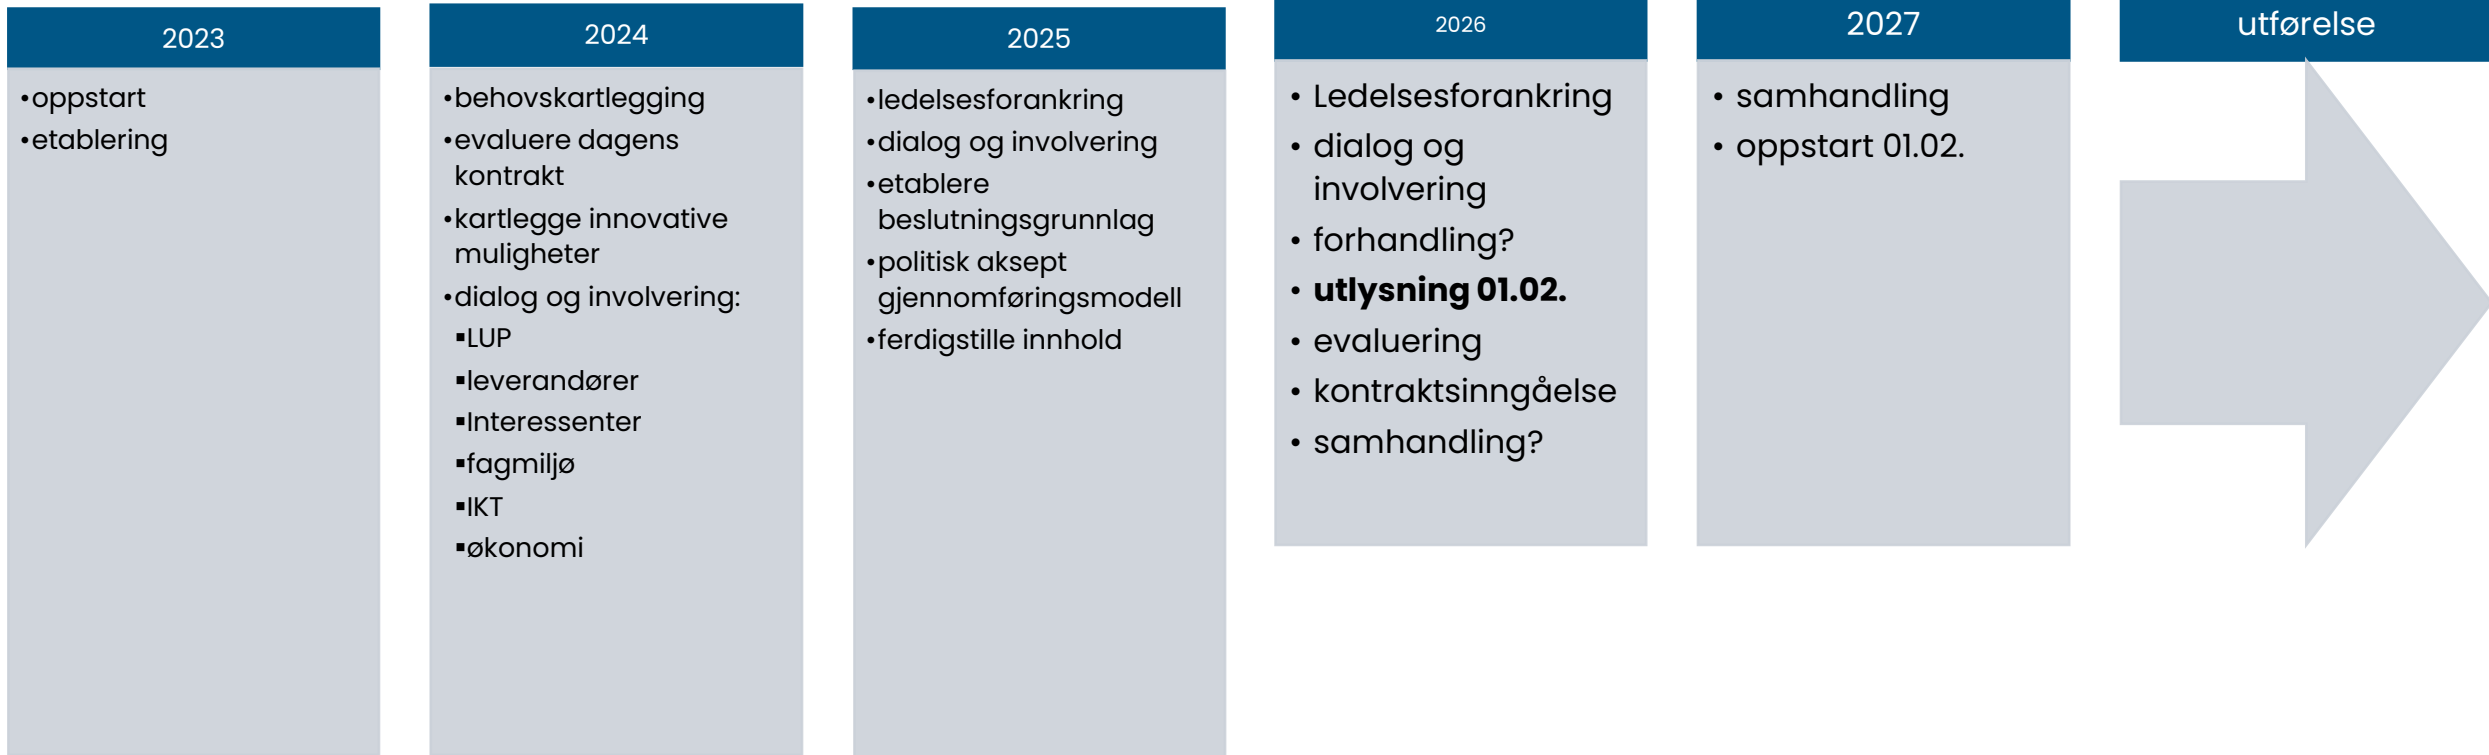 2023
•oppstart
•etablering
2024
•behovskartlegging
•evaluere dagens
kontrakt
•kartlegge innovative
muligheter
•dialog og involvering:
▪LUP
▪leverandører
▪Interessenter
▪fagmiljø
▪IKT
▪økonomi
2025
•ledelsesforankring
•dialog og involvering
•etablere
beslutningsgrunnlag
•politisk aksept
gjennomføringsmodell
•ferdigstille innhold
2026
• Ledelsesforankring
• dialog og
involvering
• forhandling?
• utlysning 01.02.
• evaluering
• kontraktsinngåelse
• samhandling?
2027
• samhandling
• oppstart 01.02.
utførelse